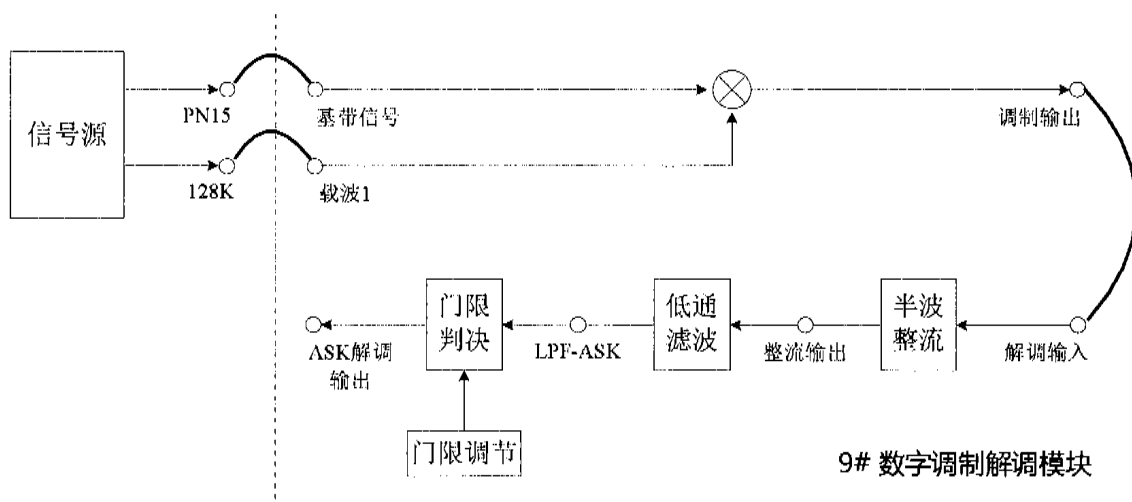 信号源
PN15
基带信号
调制输出
128K
载波1
门限
判决
低通
滤波
半波
整流
ASK解调
输出
LPF-ASK
整流输出
解调输入
门限调节
9# 数字调制解调模块